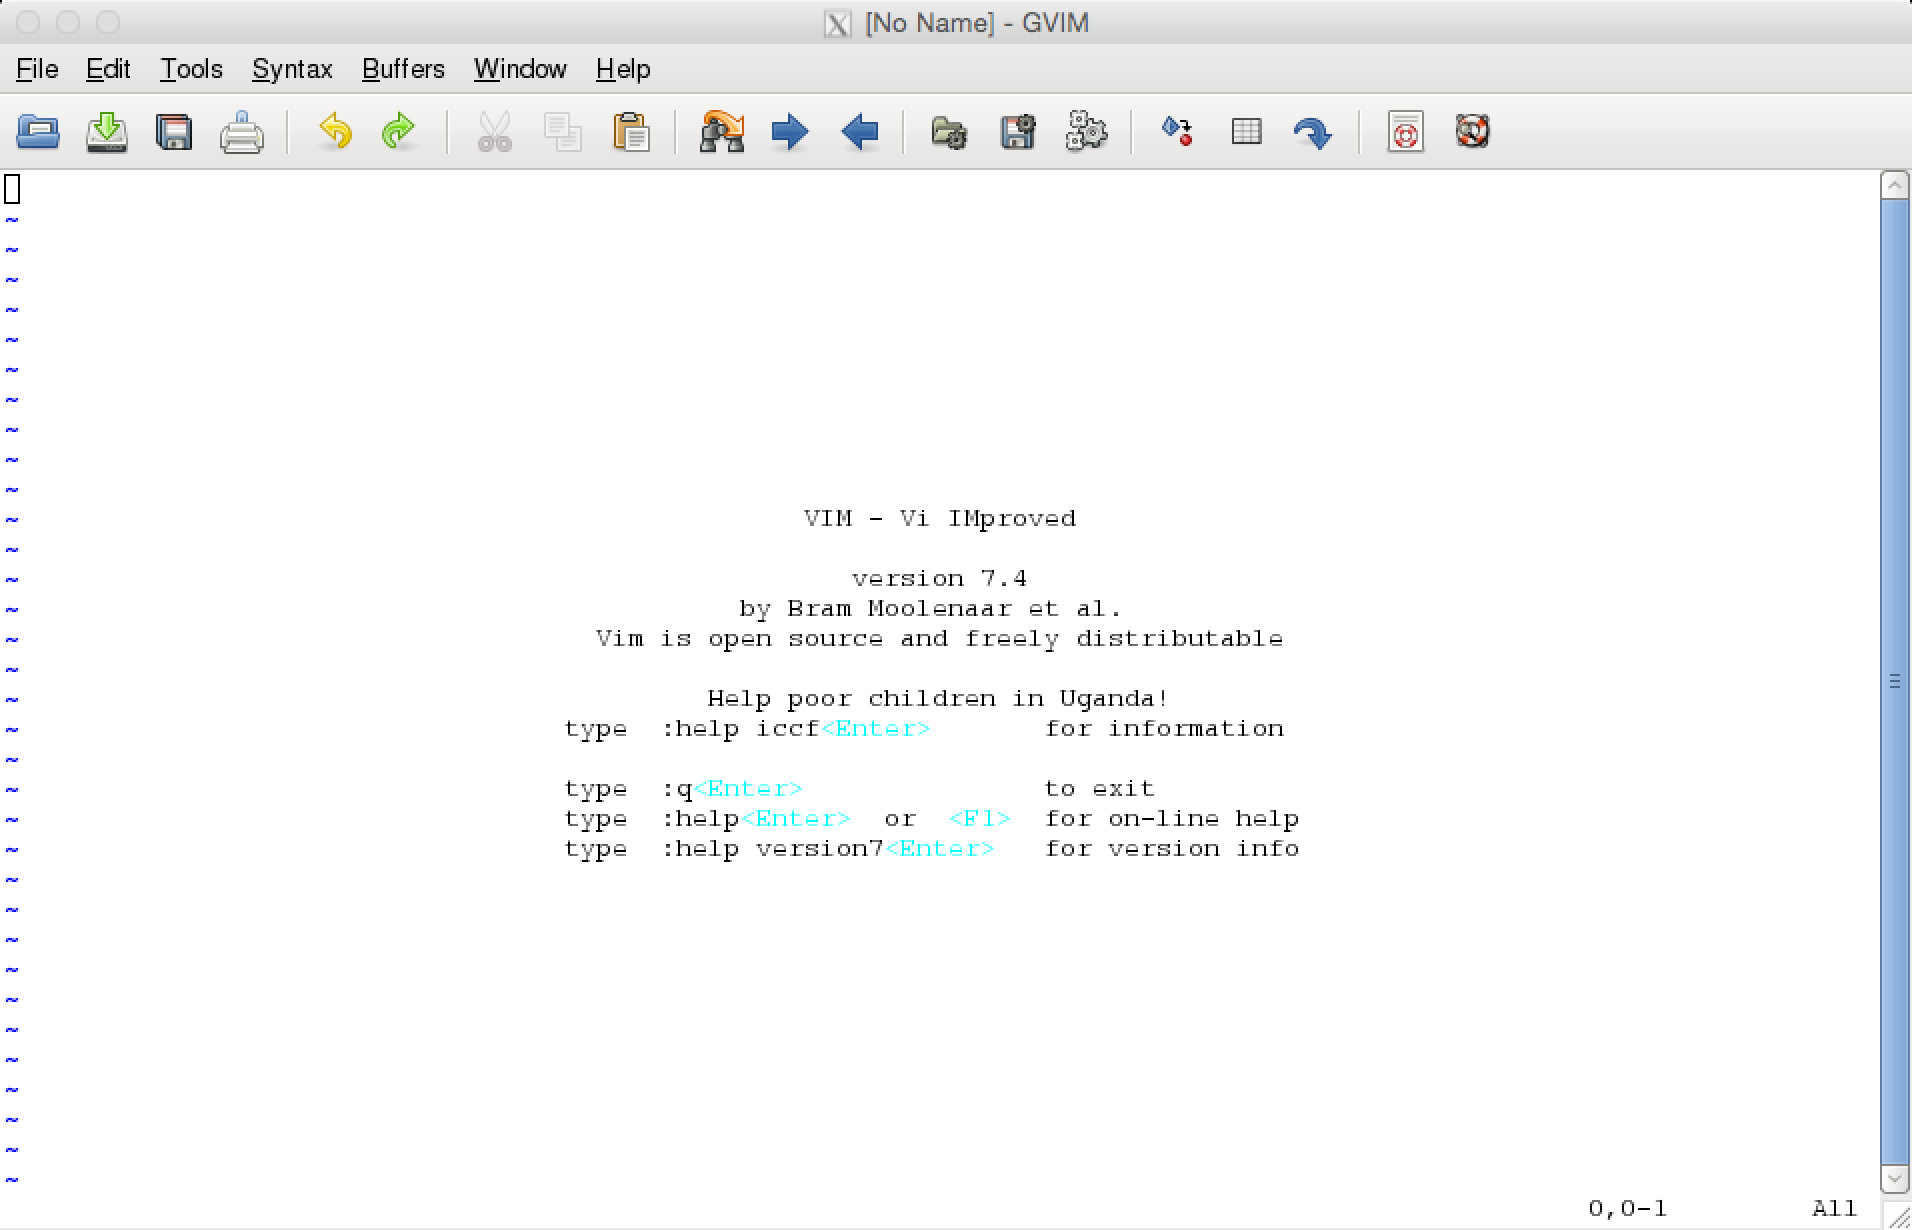 [No Name] - GVIM
File Edit Tools Syntax Buffers Window Help
~
~
~
~
~
~
~
~
~
~
~ VIM - Vi IMproved
~
~ version 7.4
~ by Bram Moolenaar et al.
~ Vim is open source and freely distributable
~
~ Help poor children in Uganda!
~ type :help iccf<Enter> for information
~
~ type :q<Enter> to exit
~ type :help<Enter> or <F1> for on-line help
~ type :help version7<Enter> for version info
~
~
~
~
~
~
~
~
~
~
~
0,0-1 All